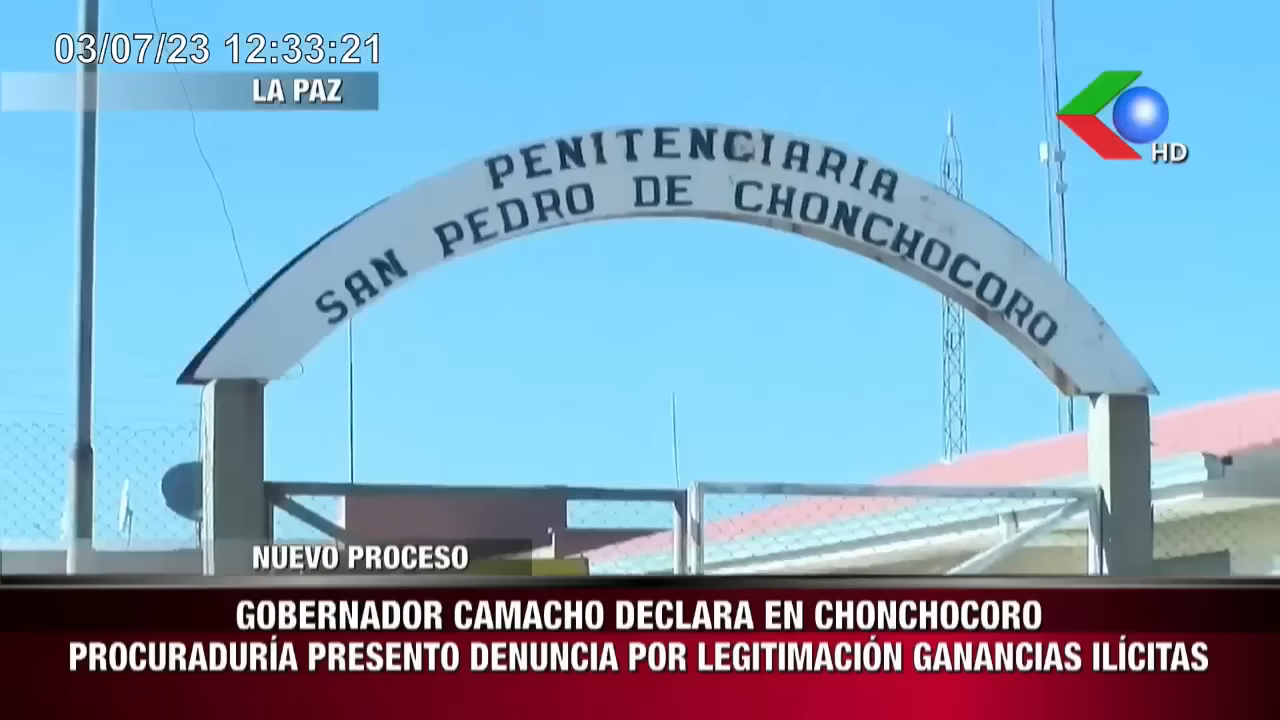 03/07/23 12:33:21
LA PAZ
HD
PENITENCIARIA
SAN PEDRO DE CHONCHOCORO
NUEVO PROCESO
GOBERNADOR CAMACHO DECLARA EN CHONCHOCORO
PROCURADURÍA PRESENTO DENUNCIA POR LEGITIMACIÓN GANANCIAS ILÍCITAS